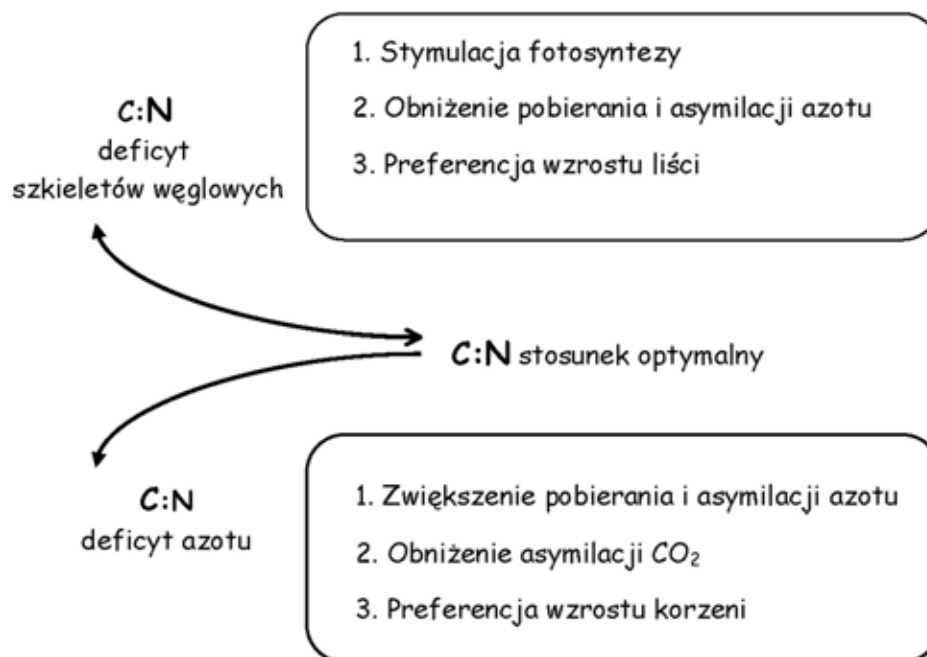 C:N
deficyt
szkieletów węglowych
1. Stymulacja fotosyntezy
2. Obniżenie pobierania i asymilacji azotu
3. Preferencja wzrostu liści
C:N stosunek optymalny
C:N
deficyt azotu
1. Zwiększenie pobierania i asymilacji azotu
2. Obniżenie asymilacji CO₂
3. Preferencja wzrostu korzeni